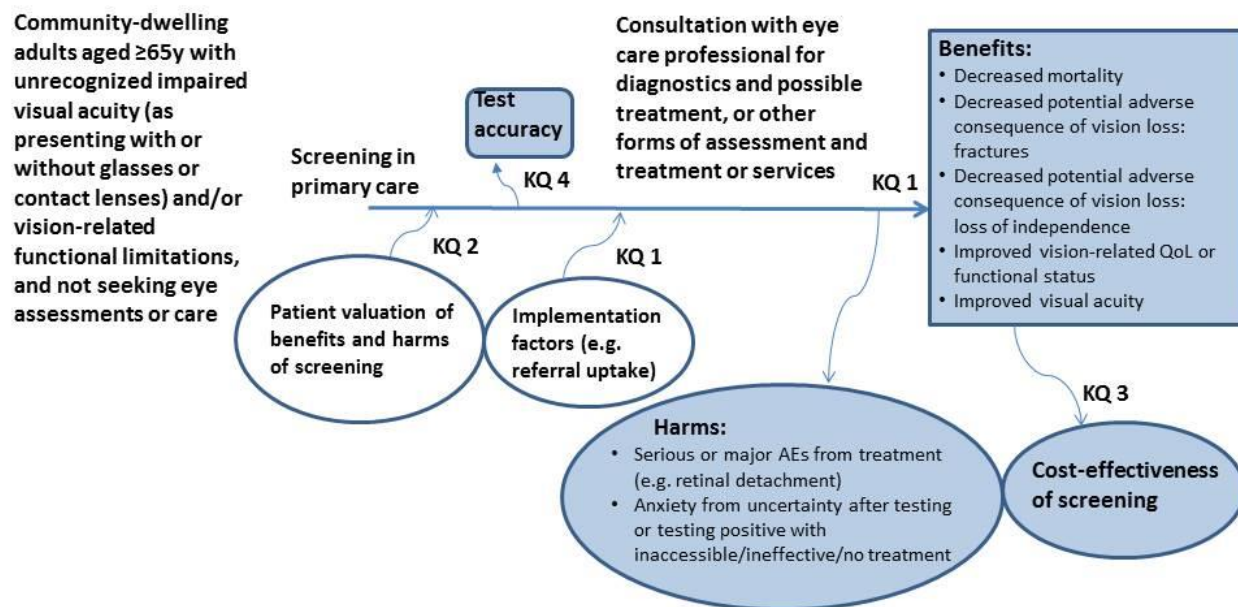 Community-dwelling
adults aged ≥65y with
unrecognized impaired
visual acuity (as
presenting with or
without glasses or
contact lenses) and/or
vision-related
functional limitations,
and not seeking eye
assessments or care
Screening in
primary care
Test
accuracy
KQ 4
Consultation with eye
care professional for
diagnostics and possible
treatment, or other
forms of assessment and
treatment or services
KQ 1
KQ 2
KQ 1
Patient valuation of
benefits and harms
of screening
Implementation
factors (e.g.
referral uptake)
Benefits:
• Decreased mortality
• Decreased potential adverse
consequence of vision loss:
fractures
• Decreased potential adverse
consequence of vision loss:
loss of independence
• Improved vision-related QoL or
functional status
• Improved visual acuity
KQ 3
Harms:
• Serious or major AEs from treatment
(e.g. retinal detachment)
• Anxiety from uncertainty after testing
or testing positive with
inaccessible/ineffective/no treatment
Cost-effectiveness
of screening